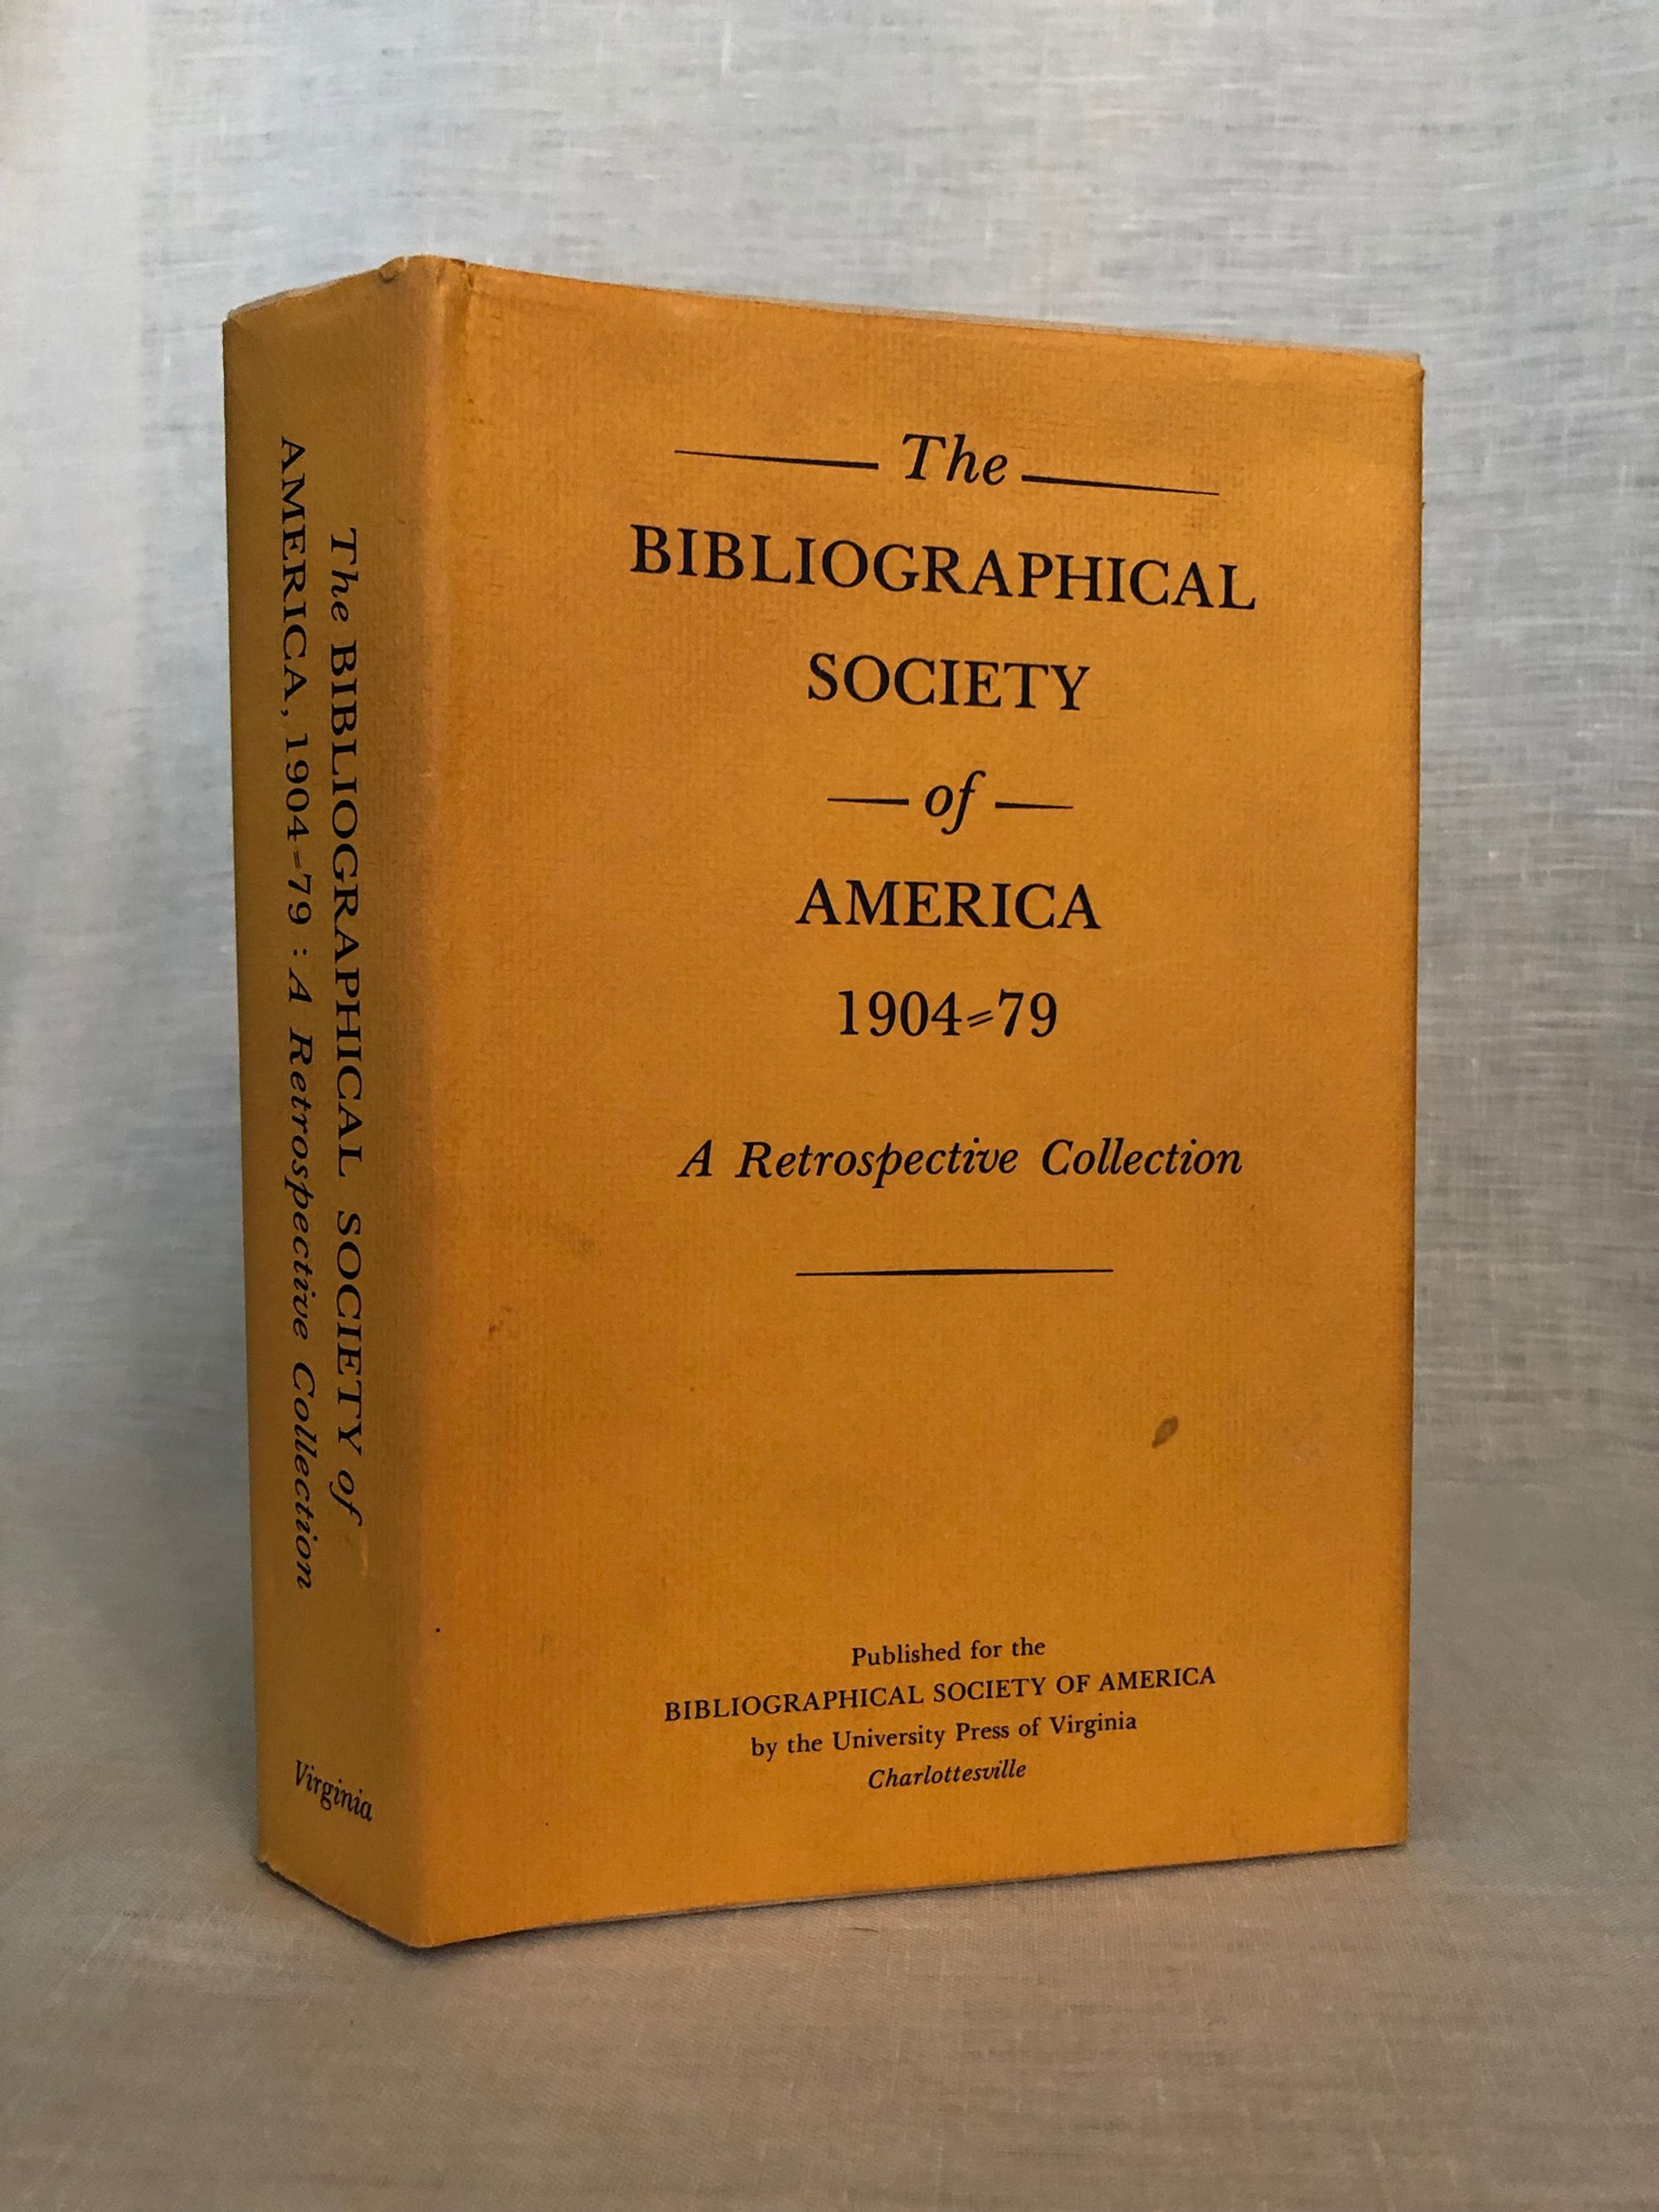 The
BIBLIOGRAPHICAL
SOCIETY
of
AMERICA
1904=79
A Retrospective Collection
Published for the
BIBLIOGRAPHICAL SOCIETY OF AMERICA
by the University Press of Virginia
Charlottesville
The BIBLIOGRAPHICAL SOCIETY of
AMERICA, 1904=79 : A Retrospective Collection
Virginia